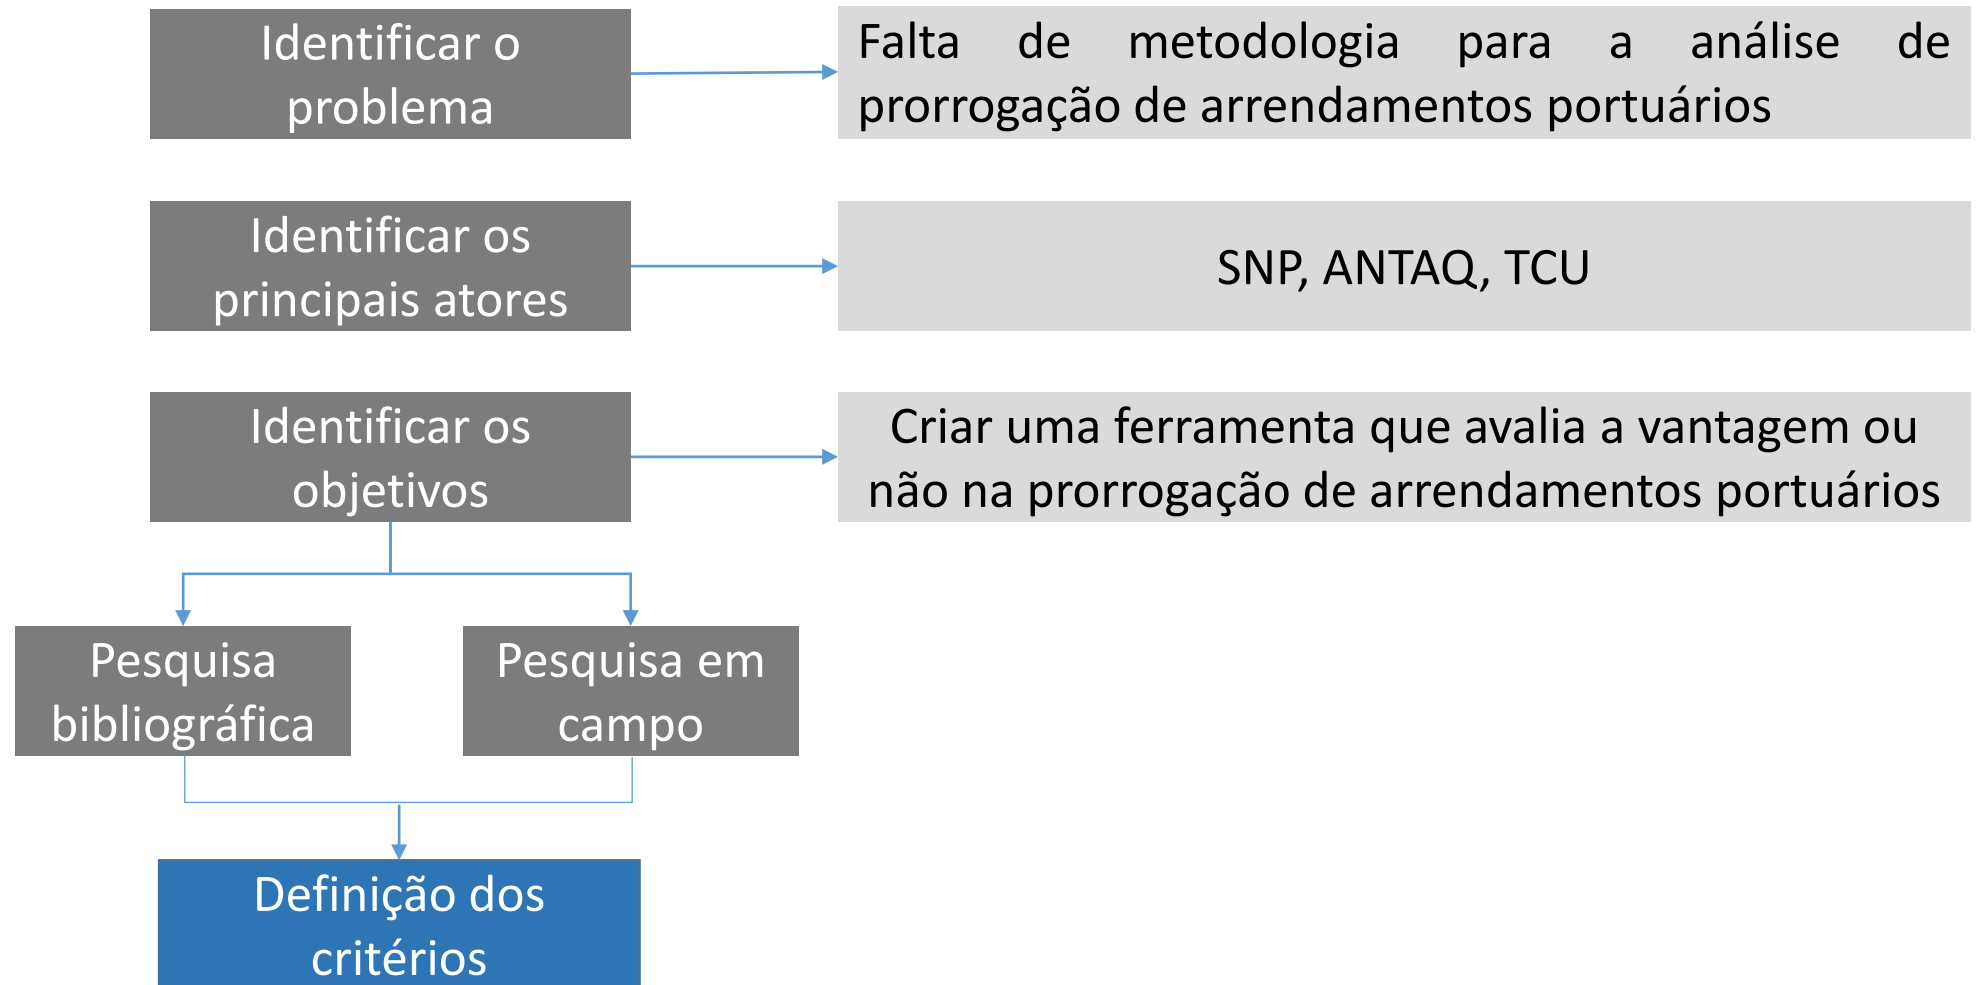 Identificar o
problema
Falta de metodologia para a análise de
prorrogação de arrendamentos portuários
Identificar os
principais atores
SNP, ANTAQ, TCU
Identificar os
objetivos
Criar uma ferramenta que avalia a vantagem ou
não na prorrogação de arrendamentos portuários
Pesquisa
bibliográfica
Pesquisa em
campo
Definição dos
critérios